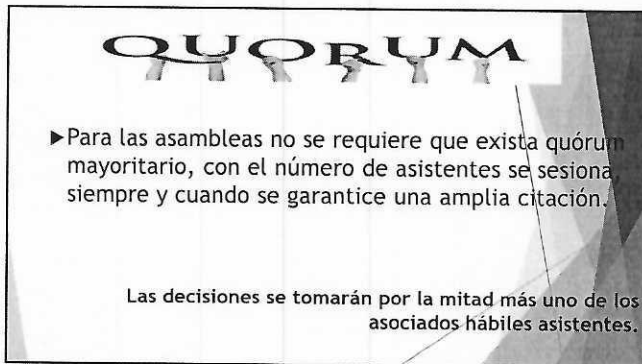 QUORUM
▶Para las asambleas no se requiere que exista quórum
mayoritario, con el número de asistentes se sesiona,
siempre y cuando se garantice una amplia citación.
Las decisiones se tomarán por la mitad más uno de los
asociados hábiles asistentes.